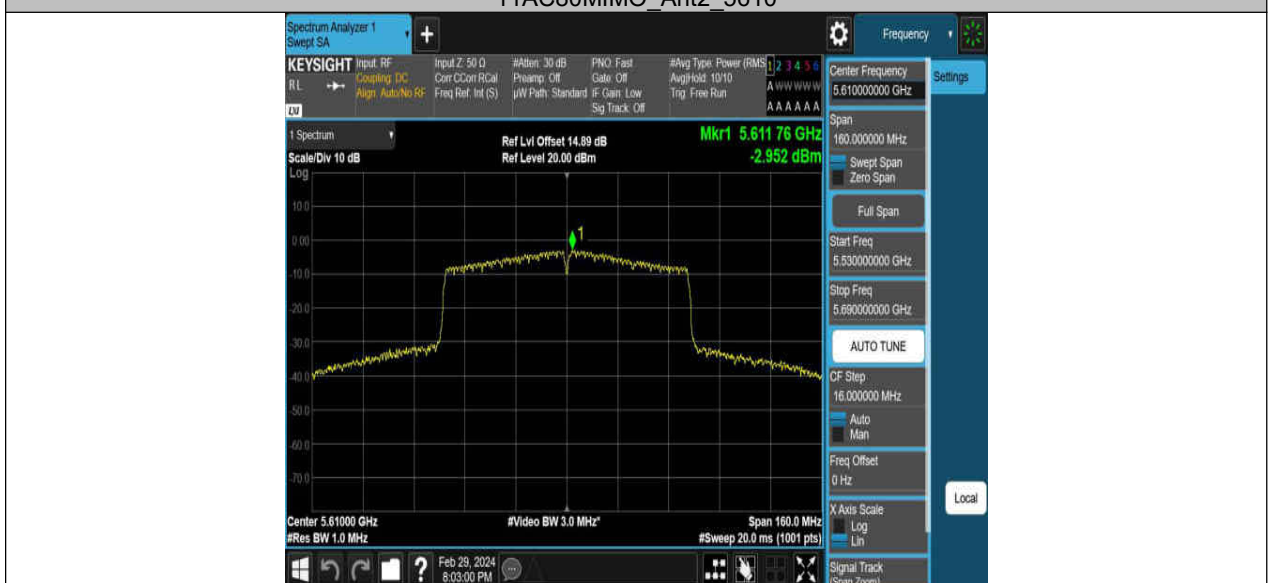 11AC80MIMO_Ant2_5610
Spectrum Analyzer 1
Swept SA
+
Frequency
KEYSIGHT
RL
LXI
Input: RF
Coupling: DC
Align: Auto/No RF
Input Z: 50 Ω
Corr CCorr RCal
Freq Ref: Int (S)
#Atten: 30 dB
Preamp: Off
µW Path: Standard
PNO: Fast
Gate: Off
IF Gain: Low
Sig Track: Off
#Avg Type: Power (RMS
Avg|Hold: 10/10
Trig: Free Run
1 2 3 4 5 6
A W W W W W
A A A A A A
1 Spectrum
Scale/Div 10 dB
Log
Ref Lvl Offset 14.89 dB
Ref Level 20.00 dBm
Mkr1 5.611 76 GHz
-2.952 dBm
10.0
0.00
-10.0
-20.0
-30.0
-40.0
-50.0
-60.0
-70.0
1
Center 5.61000 GHz
#Res BW 1.0 MHz
#Video BW 3.0 MHz*
Span 160.0 MHz
#Sweep 20.0 ms (1001 pts)
Feb 29, 2024
8:03:00 PM
Center Frequency
5.610000000 GHz
Settings
Span
160.000000 MHz
Swept Span
Zero Span
Full Span
Start Freq
5.530000000 GHz
Stop Freq
5.690000000 GHz
AUTO TUNE
CF Step
16.000000 MHz
Auto
Man
Freq Offset
0 Hz
X Axis Scale
Log
Lin
Local
Signal Track
(Span Zoom)